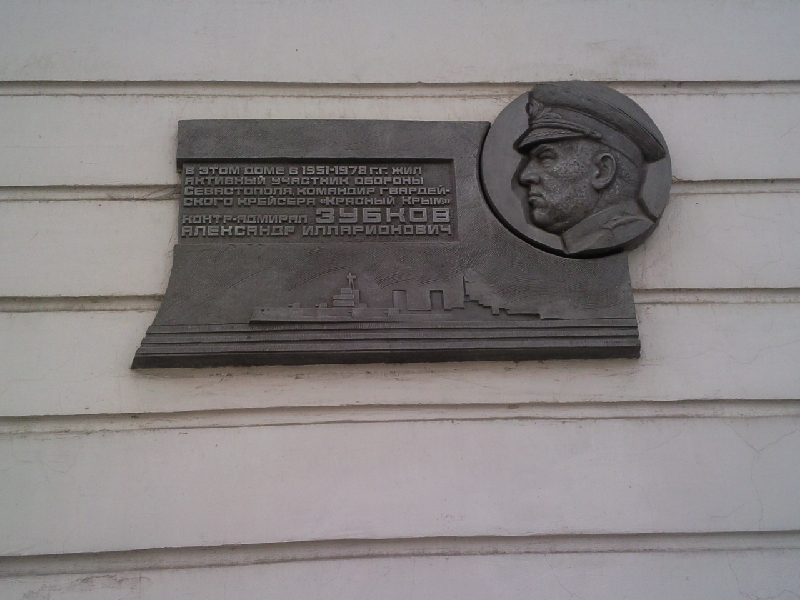 В ЭТОМ ДОМЕ В 1951-1978 Г.Г. ЖИЛ
АКТИВНЫЙ УЧАСТНИК ОБОРОНЫ
СЕВАСТОПОЛЯ, КОМАНДИР ГВАРДЕЙ-
СКОГО КРЕЙСЕРА «КРАСНЫЙ КРЫМ»
КОНТР-АДМИРАЛ ЗУБКОВ
АЛЕКСАНДР ИЛЛАРИОНОВИЧ